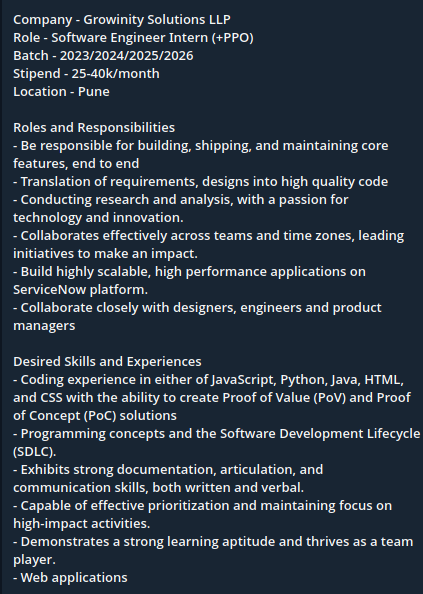 Company - Growinity Solutions LLP
Role - Software Engineer Intern (+PPO)
Batch - 2023/2024/2025/2026
Stipend - 25-40k/month
Location - Pune
Roles and Responsibilities
- Be responsible for building, shipping, and maintaining core
features, end to end
- Translation of requirements, designs into high quality code
- Conducting research and analysis, with a passion for
technology and innovation.
- Collaborates effectively across teams and time zones, leading
initiatives to make an impact.
- Build highly scalable, high performance applications on
ServiceNow platform.
- Collaborate closely with designers, engineers and product
managers
Desired Skills and Experiences
- Coding experience in either of JavaScript, Python, Java, HTML,
and CSS with the ability to create Proof of Value (PoV) and Proof
of Concept (PoC) solutions
- Programming concepts and the Software Development Lifecycle
(SDLC).
- Exhibits strong documentation, articulation, and
communication skills, both written and verbal.
- Capable of effective prioritization and maintaining focus on
high-impact activities.
- Demonstrates a strong learning aptitude and thrives as a team
player.
- Web applications